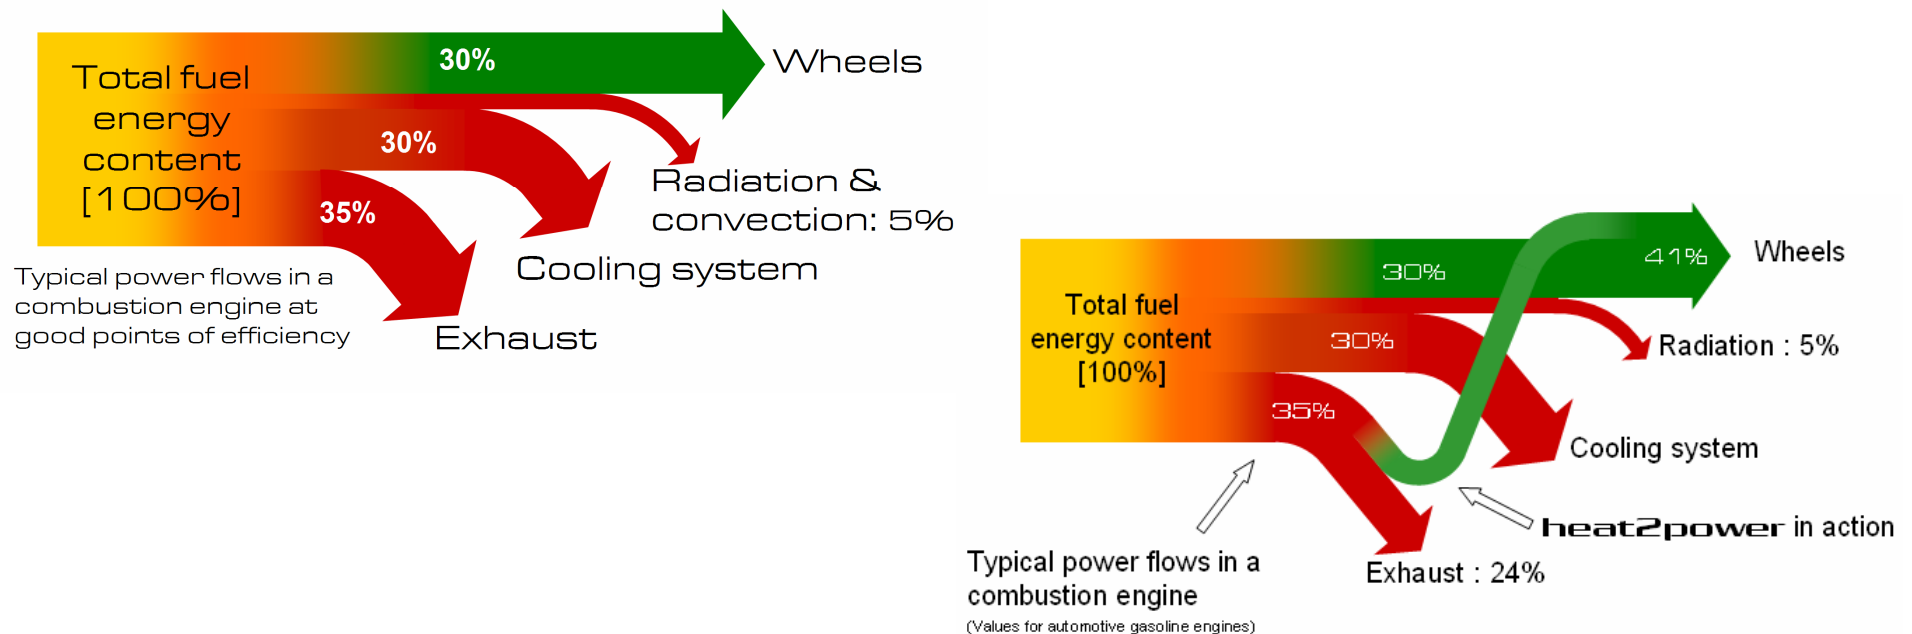 Total fuel
energy
content
[100%]
30%
Wheels
30%
35%
Radiation &
convection: 5%
Cooling system
Exhaust
Typical power flows in a
combustion engine at
good points of efficiency
Total fuel
energy content
[100%]
30%
41%
Wheels
30%
Radiation : 5%
35%
Cooling system
heat2power in action
Exhaust : 24%
Typical power flows in a
combustion engine
(Values for automotive gasoline engines)